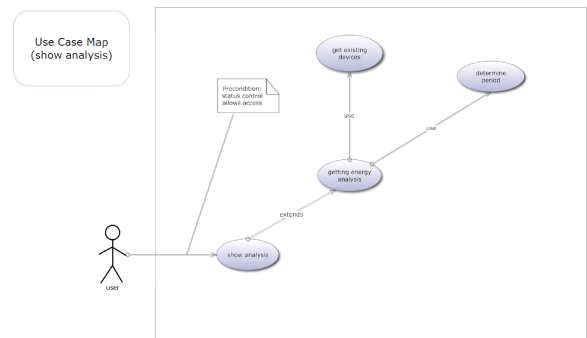 Use Case Map
(show analysis)
get existing
devices
determine
period
Precondition:
status control
allows access
use
use
getting energy
analysis
extends
show analysis
user